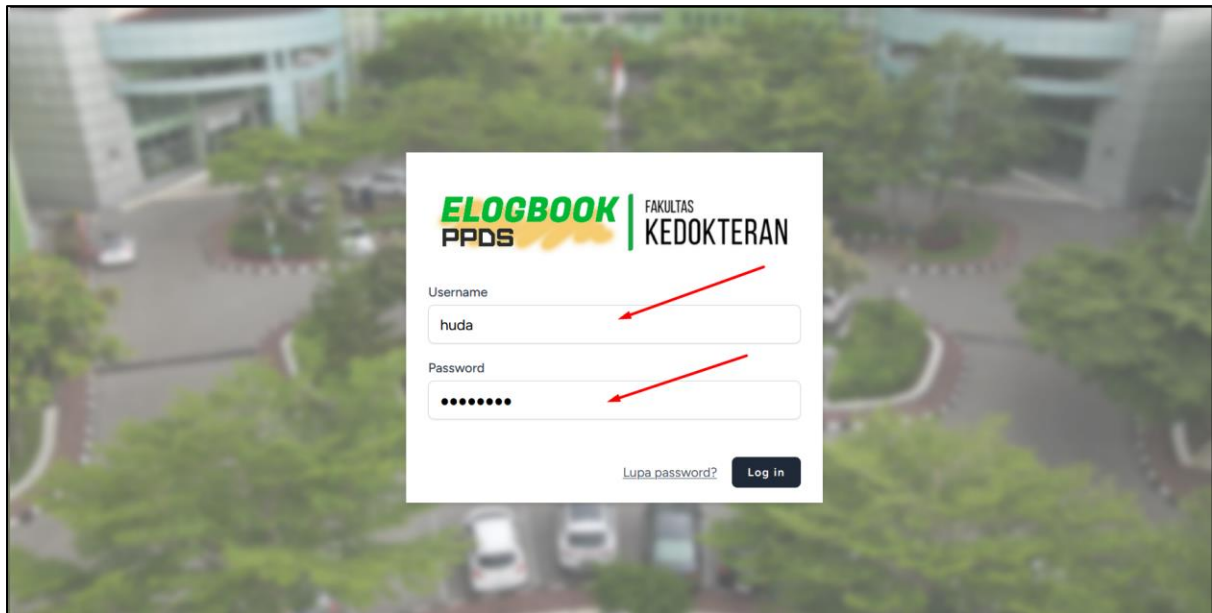 ELOGBOOK
PPDS
FAKULTAS
KEDOKTERAN
Username
huda
Password
••••••••
Lupa password?
Log in